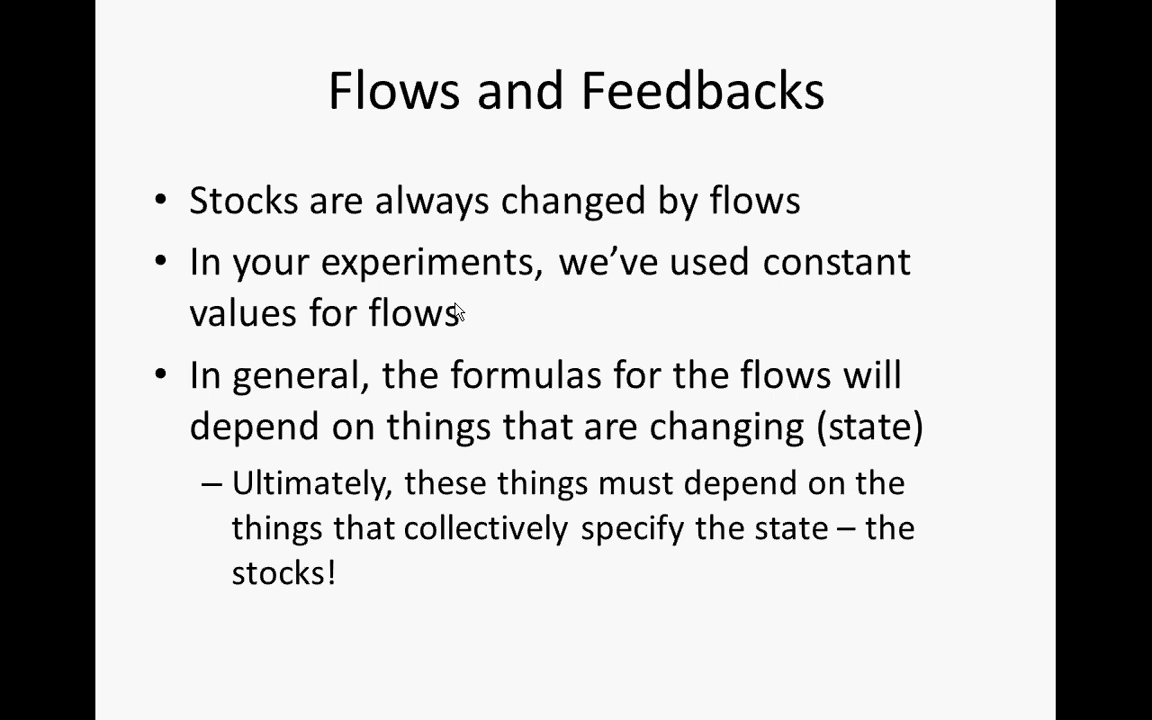 Flows and Feedbacks
• Stocks are always changed by flows
• In your experiments, we’ve used constant
values for flows
• In general, the formulas for the flows will
depend on things that are changing (state)
– Ultimately, these things must depend on the
things that collectively specify the state – the
stocks!